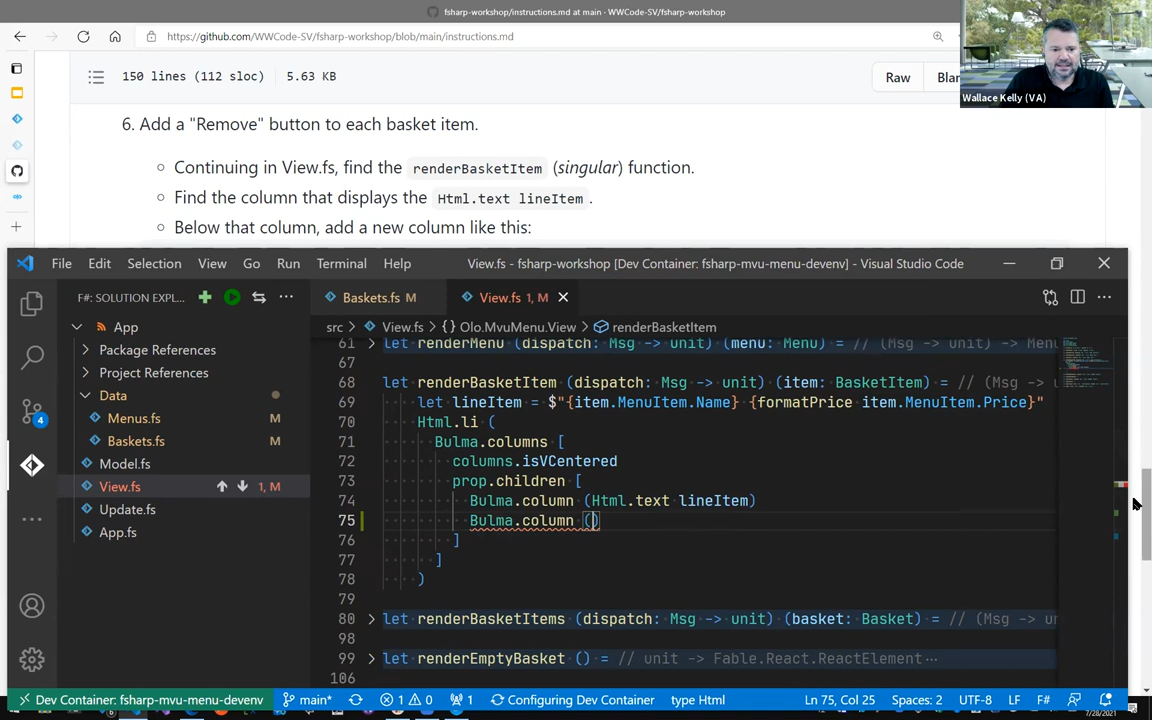 fsharp-workshop/instructions.md at main · WWCode-SV/fsharp-workshop
https://github.com/WWCode-SV/fsharp-workshop/blob/main/instructions.md
150 lines (112 sloc) 5.63 KB
Raw
Wallace Kelly (VA)
6. Add a "Remove" button to each basket item.
Continuing in View.fs, find the renderBasketItem (singular) function.
Find the column that displays the Html.text lineItem .
Below that column, add a new column like this:
File Edit Selection View Go Run Terminal Help View.fs - fsharp-workshop [Dev Container: fsharp-mvu-menu-devenv] - Visual Studio Code
F#: SOLUTION EXPL...
Baskets.fs M
View.fs 1, M
src > View.fs > {} Olo.MvuMenu.View > renderBasketItem
App
Package References
Project References
Data
Menus.fs M
Baskets.fs M
Model.fs
View.fs 1, M
Update.fs
App.fs
4
61 let renderMenu (dispatch: Msg -> unit) (menu: Menu) = // (Msg -> unit) -> Menu
67
68 let renderBasketItem (dispatch: Msg -> unit) (item: BasketItem) = // (Msg -> u
69 let lineItem = $"{item.MenuItem.Name} {formatPrice item.MenuItem.Price}"
70 Html.li (
71 Bulma.columns [
72 columns.isVCentered
73 prop.children [
74 Bulma.column (Html.text lineItem)
75 Bulma.column ()
76 ]
77 ]
78 )
79
80 let renderBasketItems (dispatch: Msg -> unit) (basket: Basket) = // (Msg -> un
98
99 let renderEmptyBasket () = // unit -> Fable.React.ReactElement ...
106
Dev Container: fsharp-mvu-menu-devenv main* 1 0 1 Configuring Dev Container type Html Ln 75, Col 25 Spaces: 2 UTF-8 LF F#
7/28/2021